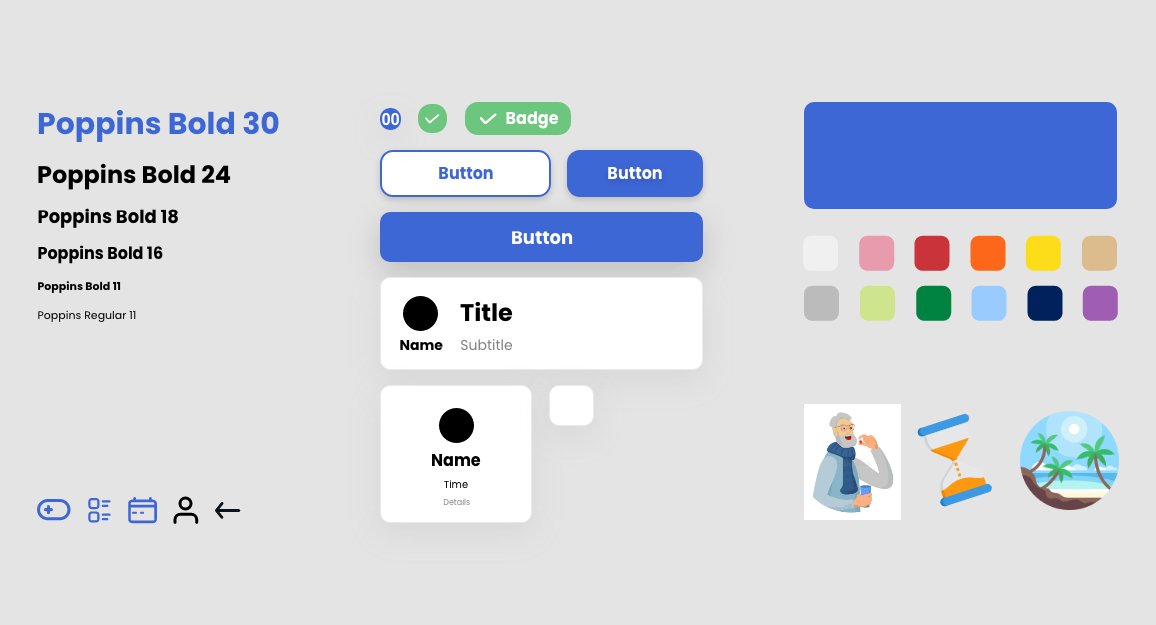 Poppins Bold 30
Poppins Bold 24
Poppins Bold 18
Poppins Bold 16
Poppins Bold 11
Poppins Regular 11
00
Badge
Button
Button
Button
Title
Name
Subtitle
Name
Time
Details